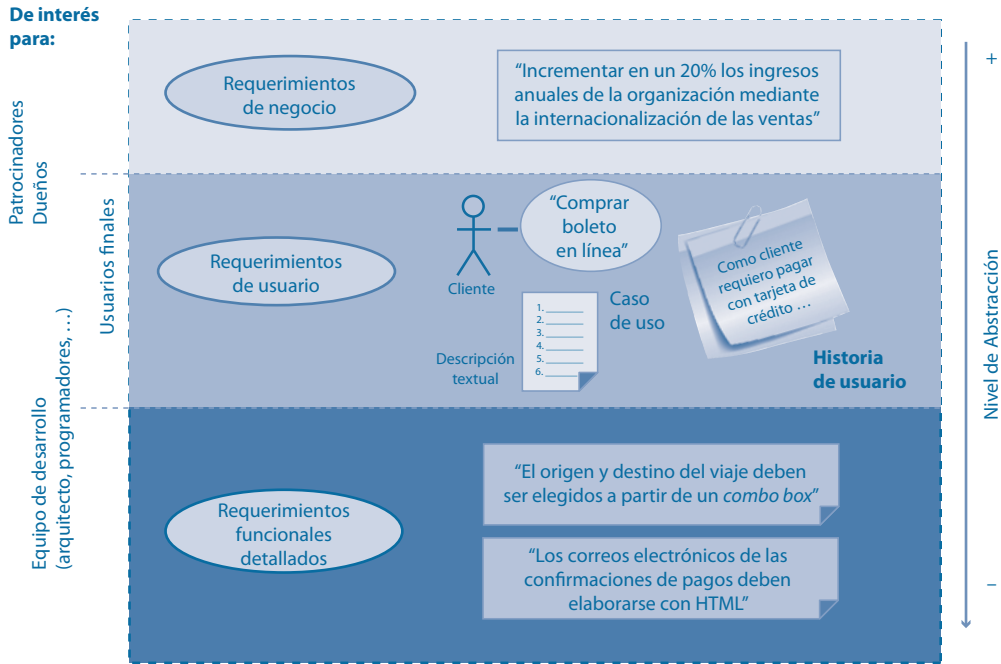 De interés
para:
Patrocinadores
Dueños
Requerimientos
de negocio
“Incrementar en un 20% los ingresos
anuales de la organización mediante
la internacionalización de las ventas”
+
Usuarios finales
Requerimientos
de usuario
Cliente
“Comprar
boleto
en línea”
Descripción
textual
1.
2.
3.
4.
5.
6.
Caso
de uso
Como cliente
requiero pagar
con tarjeta de
crédito ...
Historia
de usuario
Nivel de Abstracción
Equipo de desarrollo
(arquitecto, programadores, ...)
Requerimientos
funcionales
detallados
“El origen y destino del viaje deben
ser elegidos a partir de un combo box”
“Los correos electrónicos de las
confirmaciones de pagos deben
elaborarse con HTML”
–